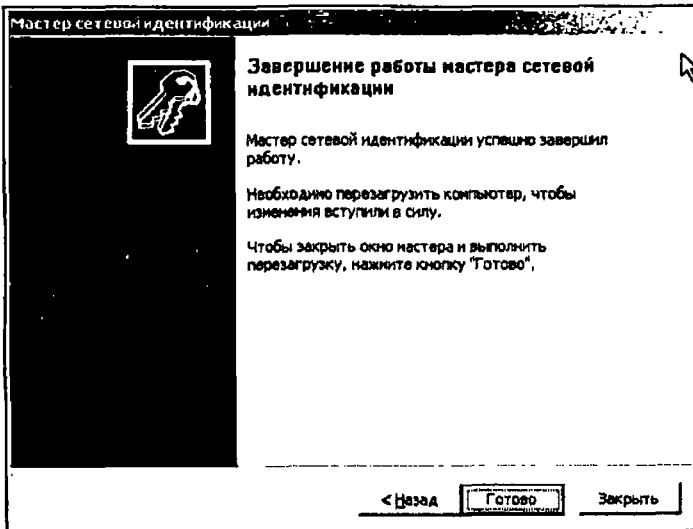 Мастер сетевой идентификации
Завершение работы мастера сетевой
идентификации
Мастер сетевой идентификации успешно завершил
работу.
Необходимо перезагрузить компьютер, чтобы
изменения вступили в силу.
Чтобы закрыть окно мастера и выполнить
перезагрузку, нажмите кнопку "Готово".
< Назад
Готово
Закрыть